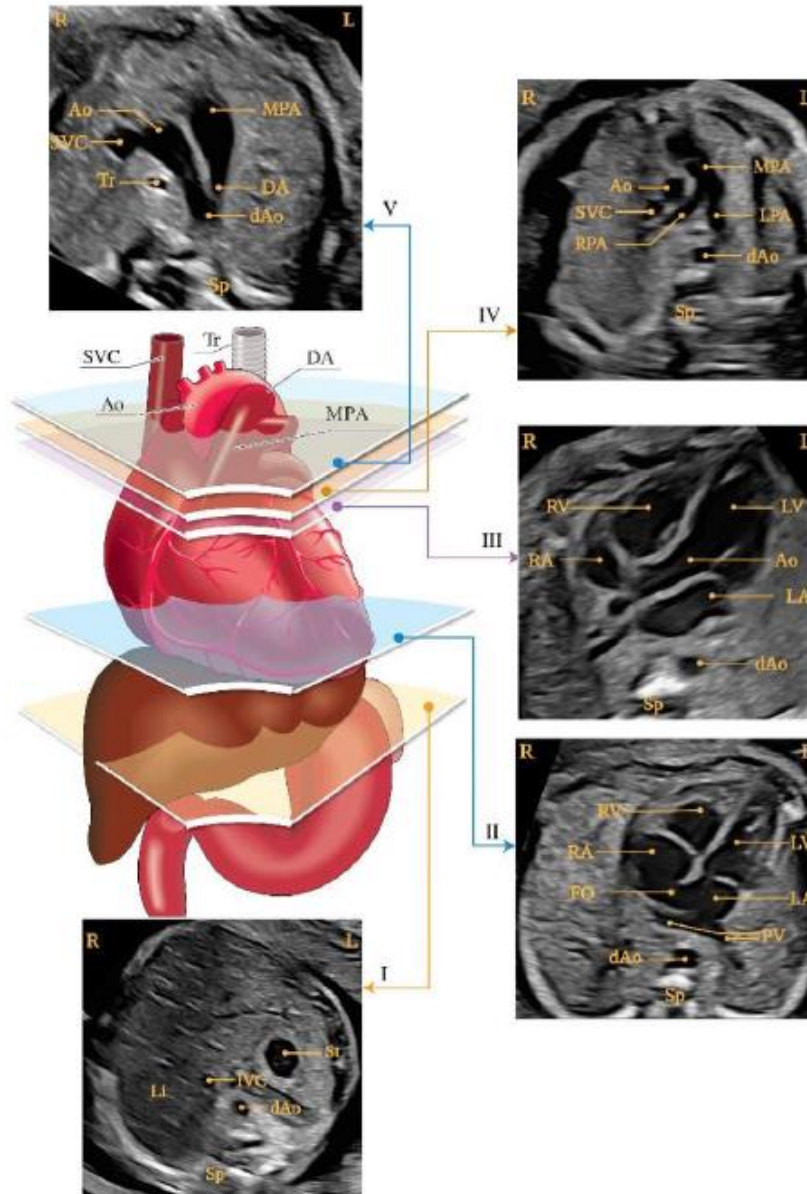 R L
Ao MPA
SVC
Tr DA
dAo
V
Sp
R L
MPA
Ao
SVC LPA
RPA
dAo
IV
Sp
Tr
SVC DA
Ao MPA
R L
RV LV
III
RA Ao
LA
dAo
Sp
R L
RV
LV
RA
II
FO LA
PV
dAo
Sp
R L
I
St
Li IVC
dAo
Sp